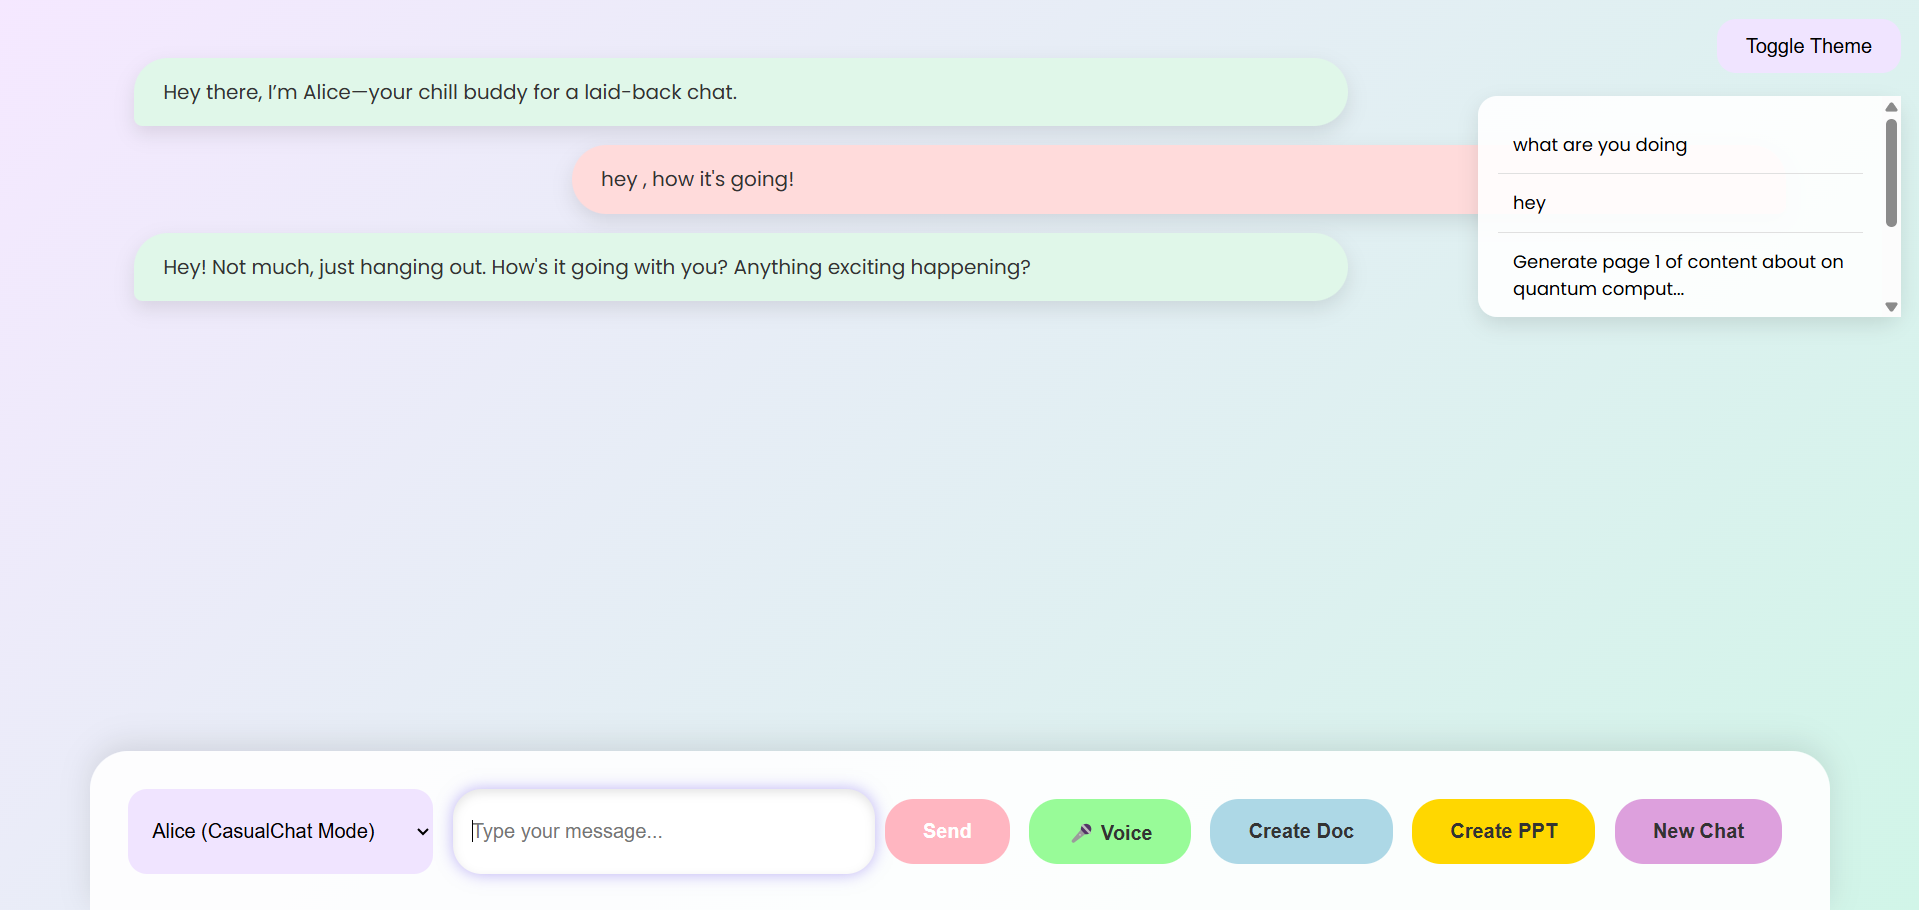 Toggle Theme
Hey there, I’m Alice—your chill buddy for a laid-back chat.
hey , how it's going!
Hey! Not much, just hanging out. How's it going with you? Anything exciting happening?
what are you doing
hey
Generate page 1 of content about on
quantum comput...
Alice (CasualChat Mode)
Type your message...
Send
Voice
Create Doc
Create PPT
New Chat